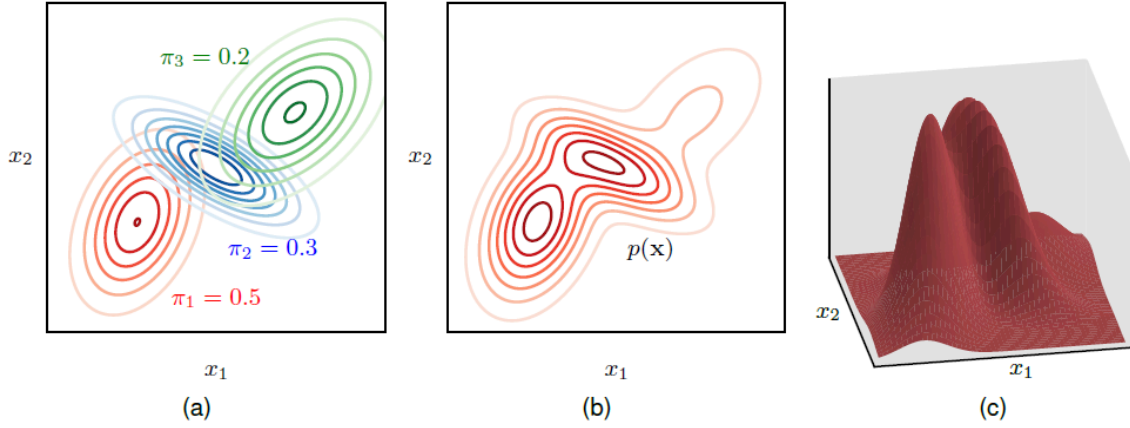 π₃ = 0.2
x₂
π₂ = 0.3
π₁ = 0.5
x₁
(a)
x₂
p(x)
x₁
(b)
x₂
x₁
(c)